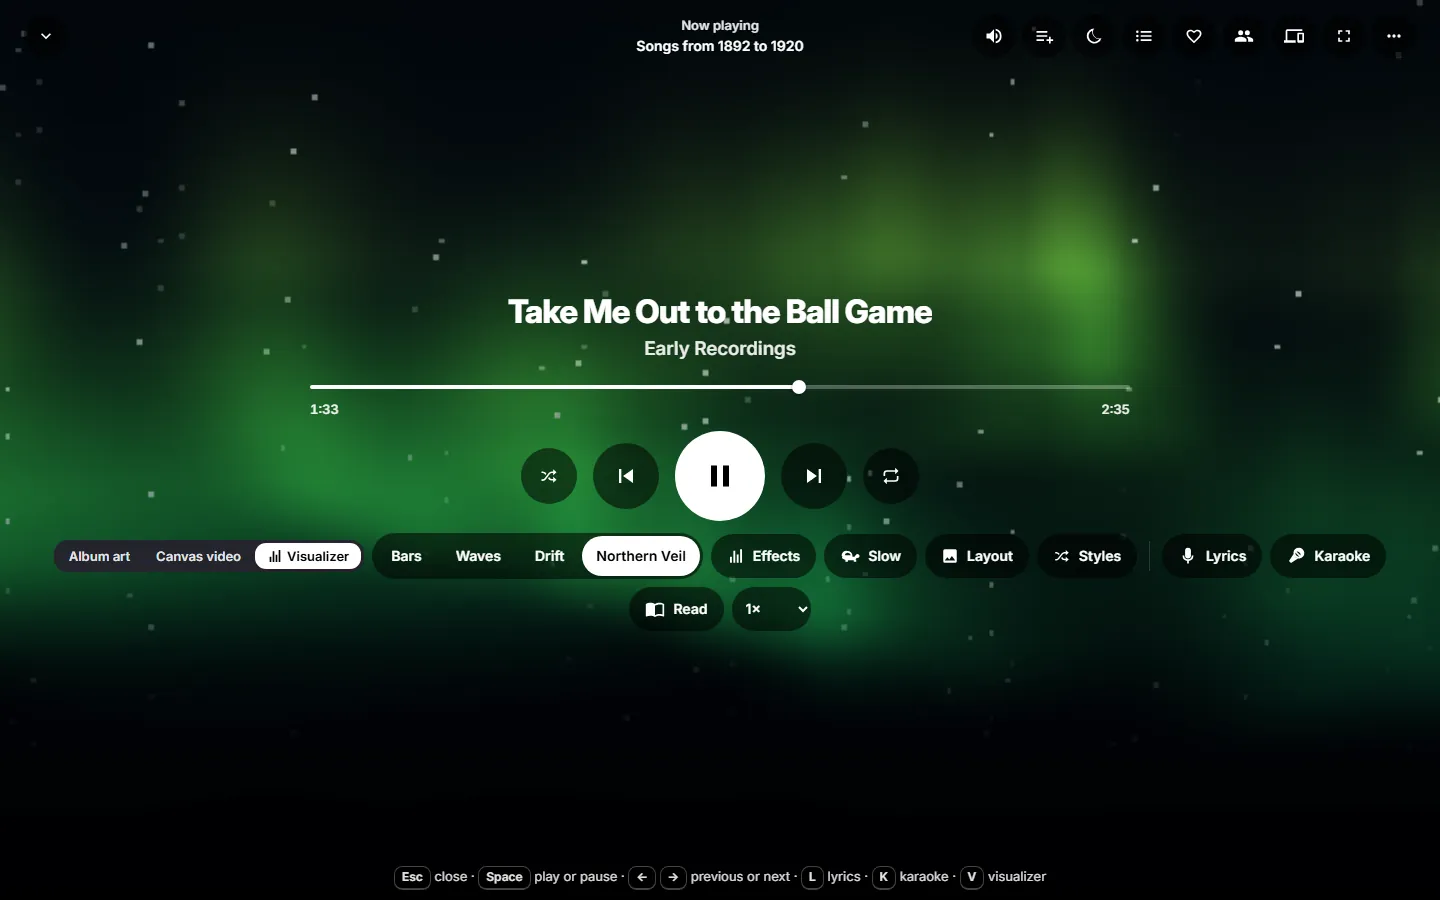 Now playing
Songs from 1892 to 1920
Take Me Out to the Ball Game
Early Recordings
1:33 2:35
Album art Canvas video Visualizer Bars Waves Drift Northern Veil Effects Slow Layout Styles Lyrics Karaoke
Read 1×
Esc close · Space play or pause · ← → previous or next · L lyrics · K karaoke · V visualizer